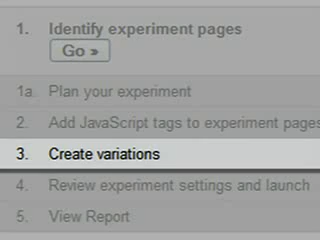 1. Identify experiment pages
Go »
1a. Plan your experiment
2. Add JavaScript tags to experiment pages
3. Create variations
4. Review experiment settings and launch
5. View Report